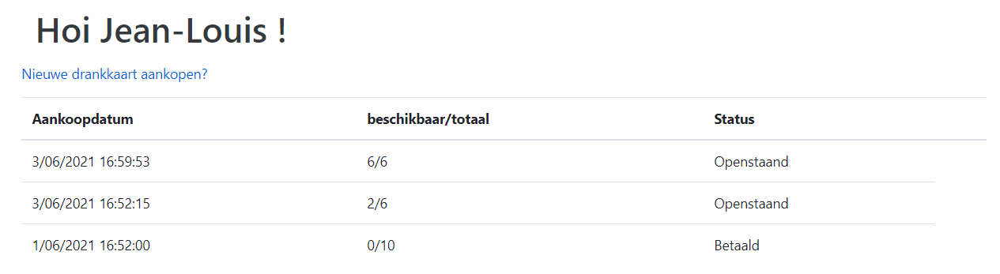 Hoi Jean-Louis !
Nieuwe drankkaart aankopen?
Aankoopdatum beschikbaar/totaal Status
3/06/2021 16:59:53 6/6 Openstaand
3/06/2021 16:52:15 2/6 Openstaand
1/06/2021 16:52:00 0/10 Betaald